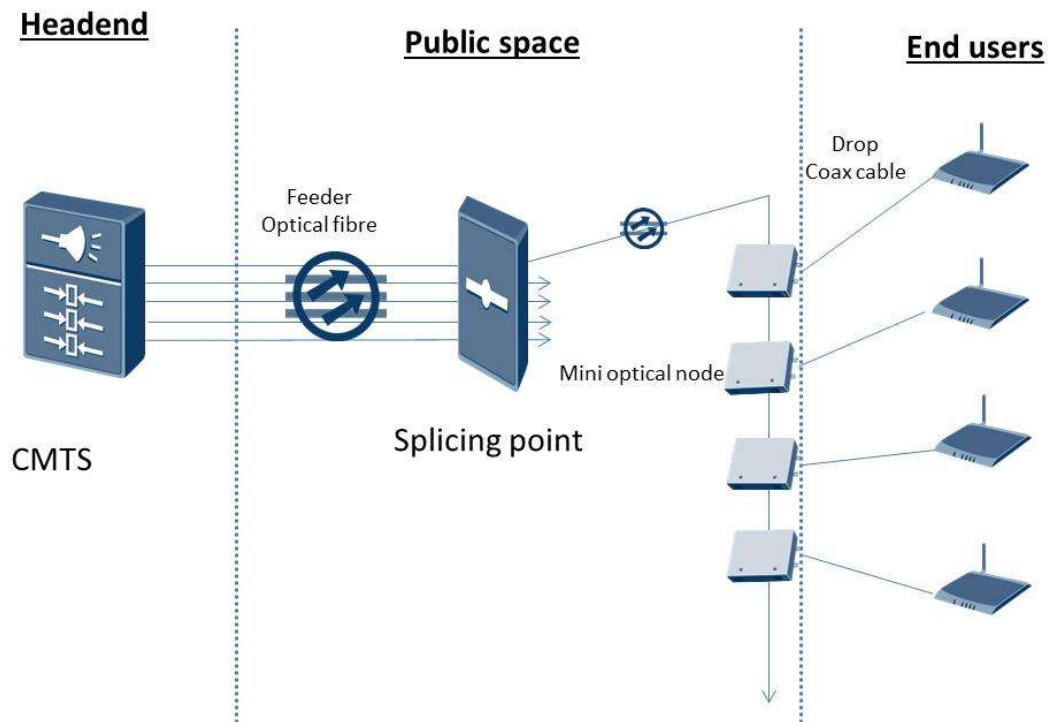 Headend
Public space
End users
Drop
Coax cable
Feeder
Optical fibre
Mini optical node
Splicing point
CMTS